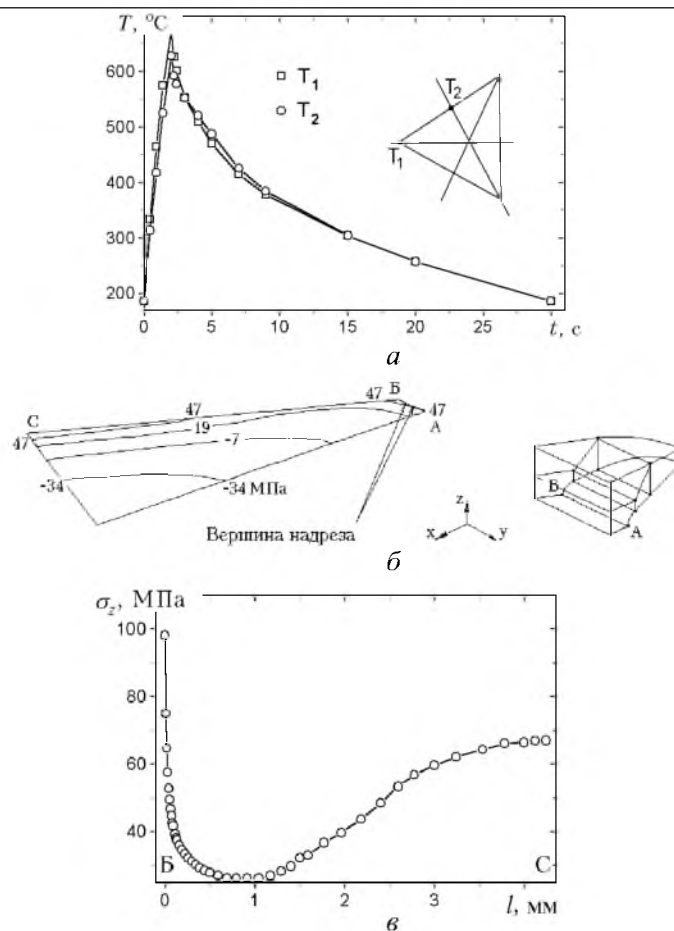 T, °C
600
500
400
300
200
0
5
10
15
20
25
t, с
T₁
T₂
T₂
T₁
а
С
47
47
19
-7
-34
-34 МПа
47
Б
47
А
Вершина надреза
z
x
y
Б
А
б
σz, МПа
100
80
60
40
Б
С
0
1
2
3
l, мм
в